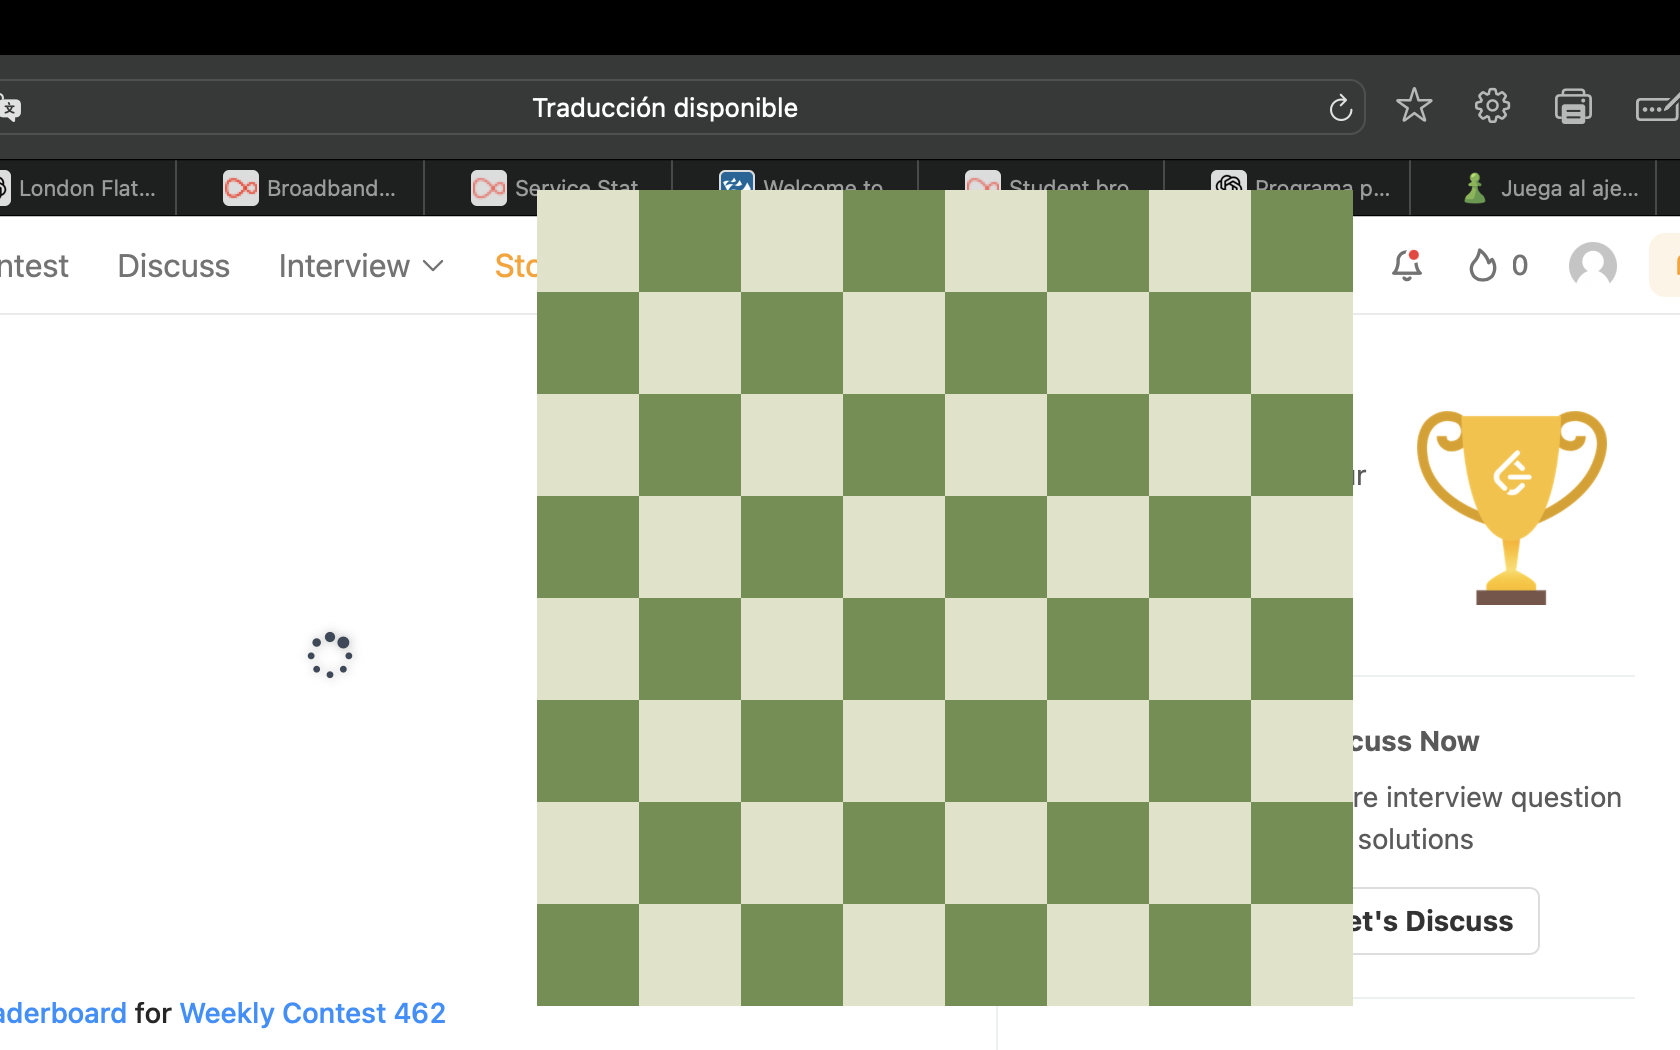 Traducción disponible
London Flat...
Broadband...
Service Stat
Welcome to
Student bro
Programa p...
Juega al aje...
ntest
Discuss
Interview
Sto
0
ur
cuss Now
re interview question
solutions
et's Discuss
aderboard for Weekly Contest 462